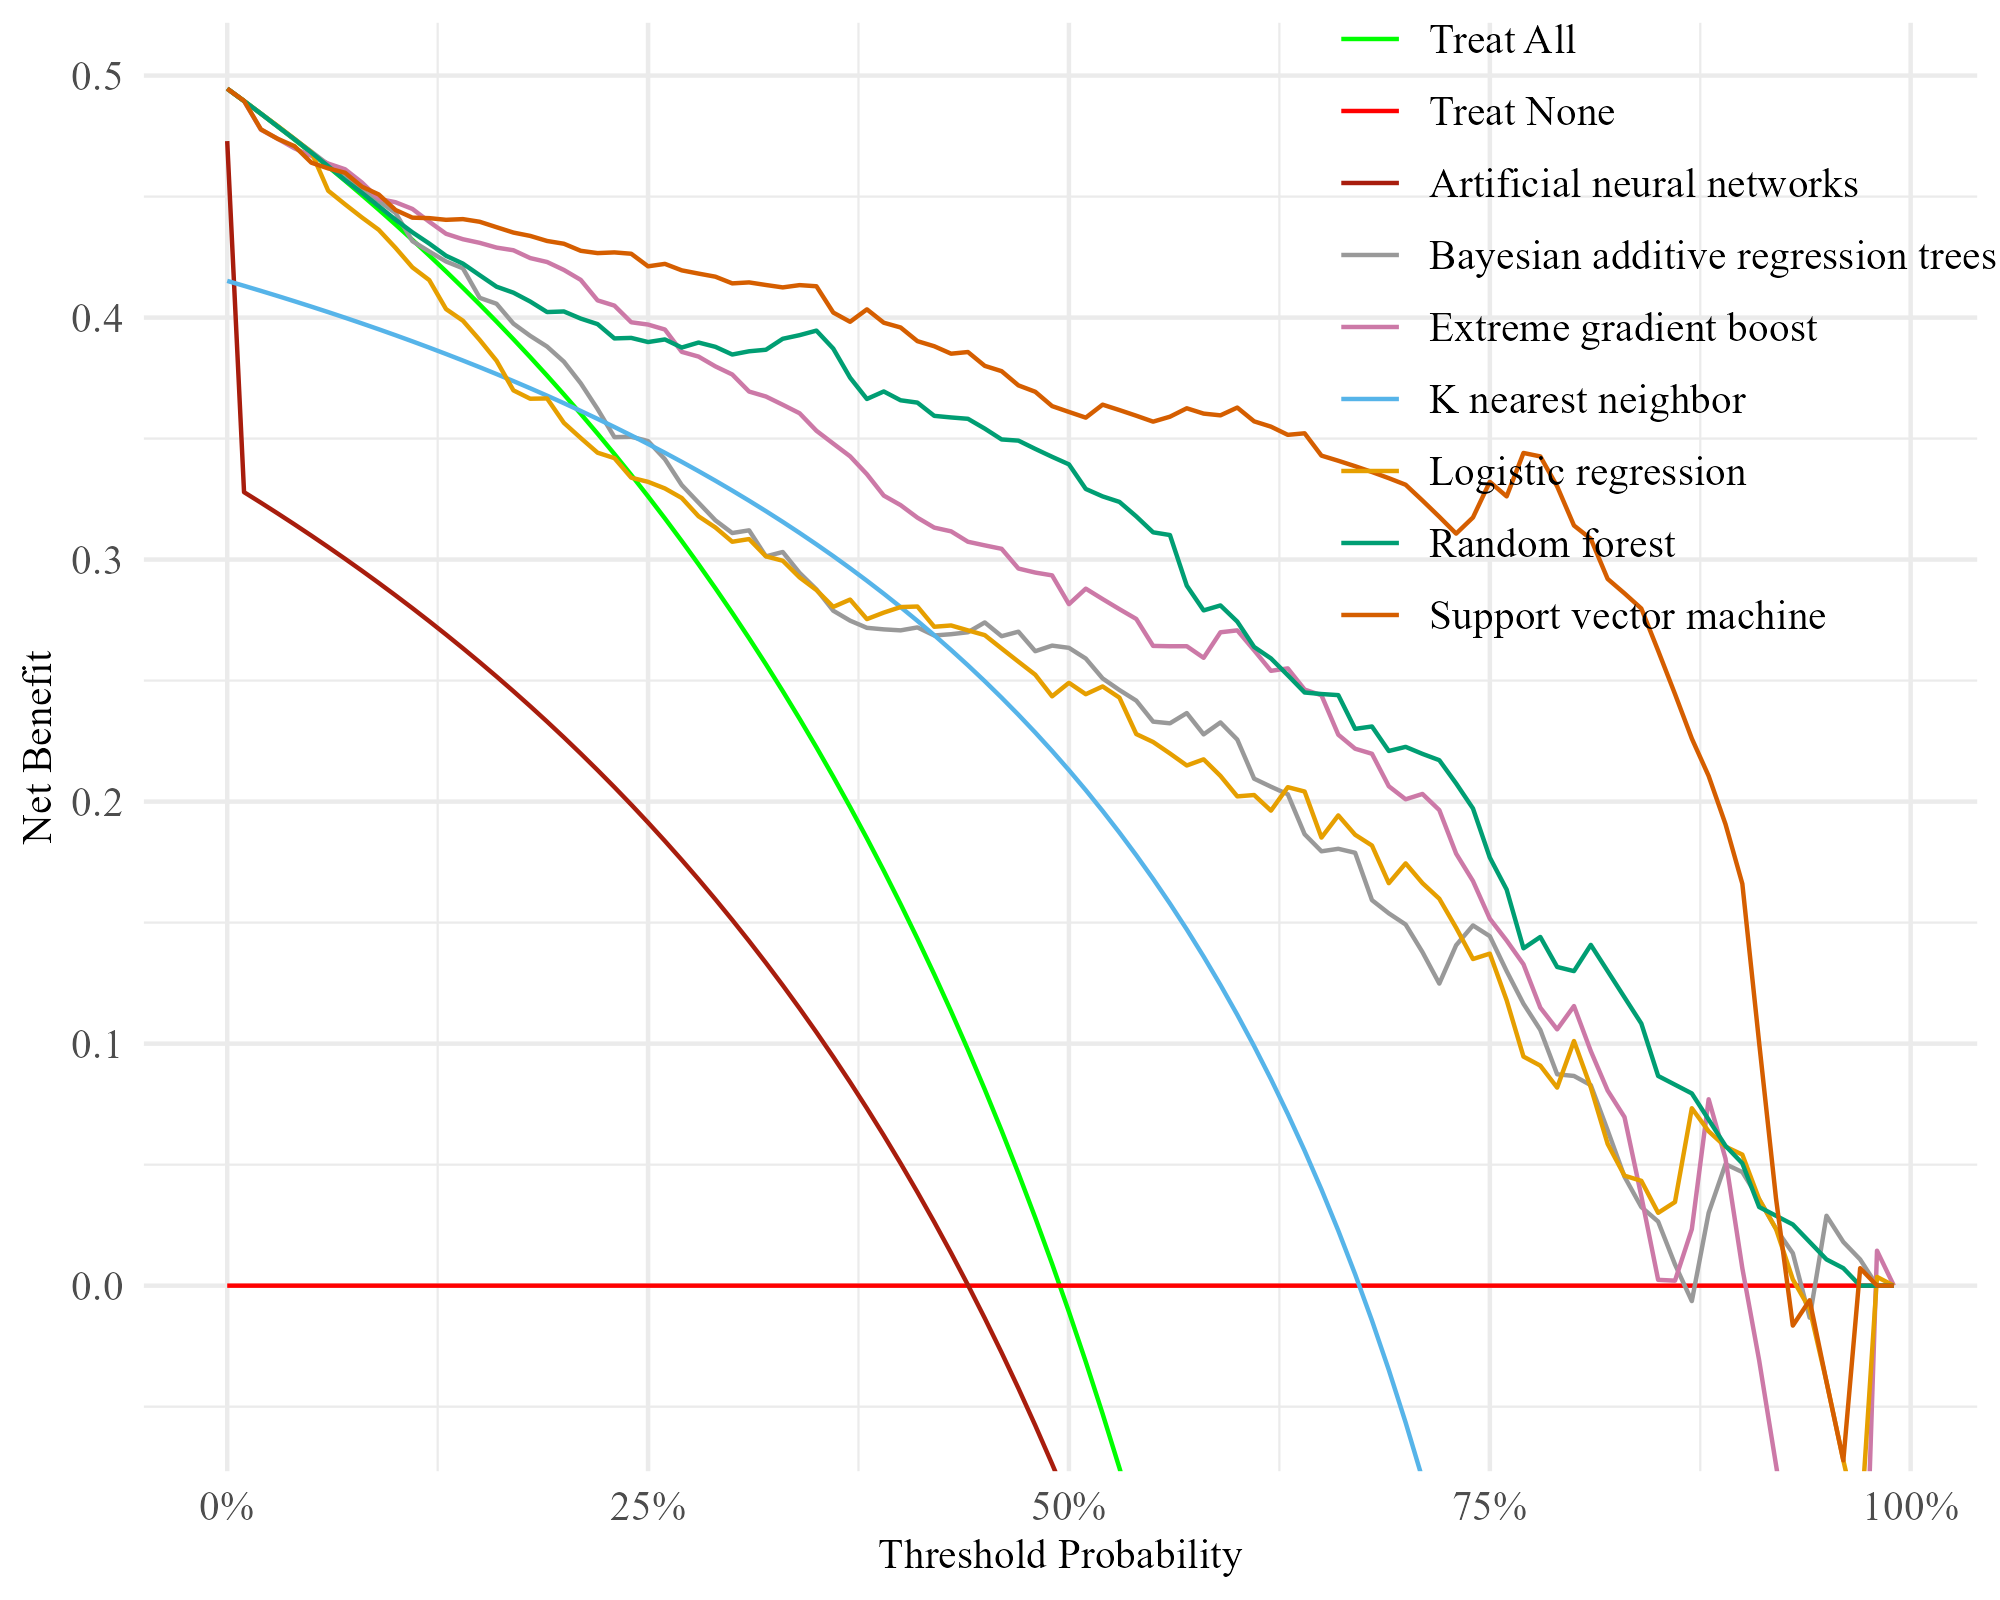 Treat All
Treat None
Artificial neural networks
Bayesian additive regression trees
Extreme gradient boost
K nearest neighbor
Logistic regression
Random forest
Support vector machine
0.5
0.4
0.3
0.2
0.1
0.0
Net Benefit
0% 25% 50% 75% 100%
Threshold Probability